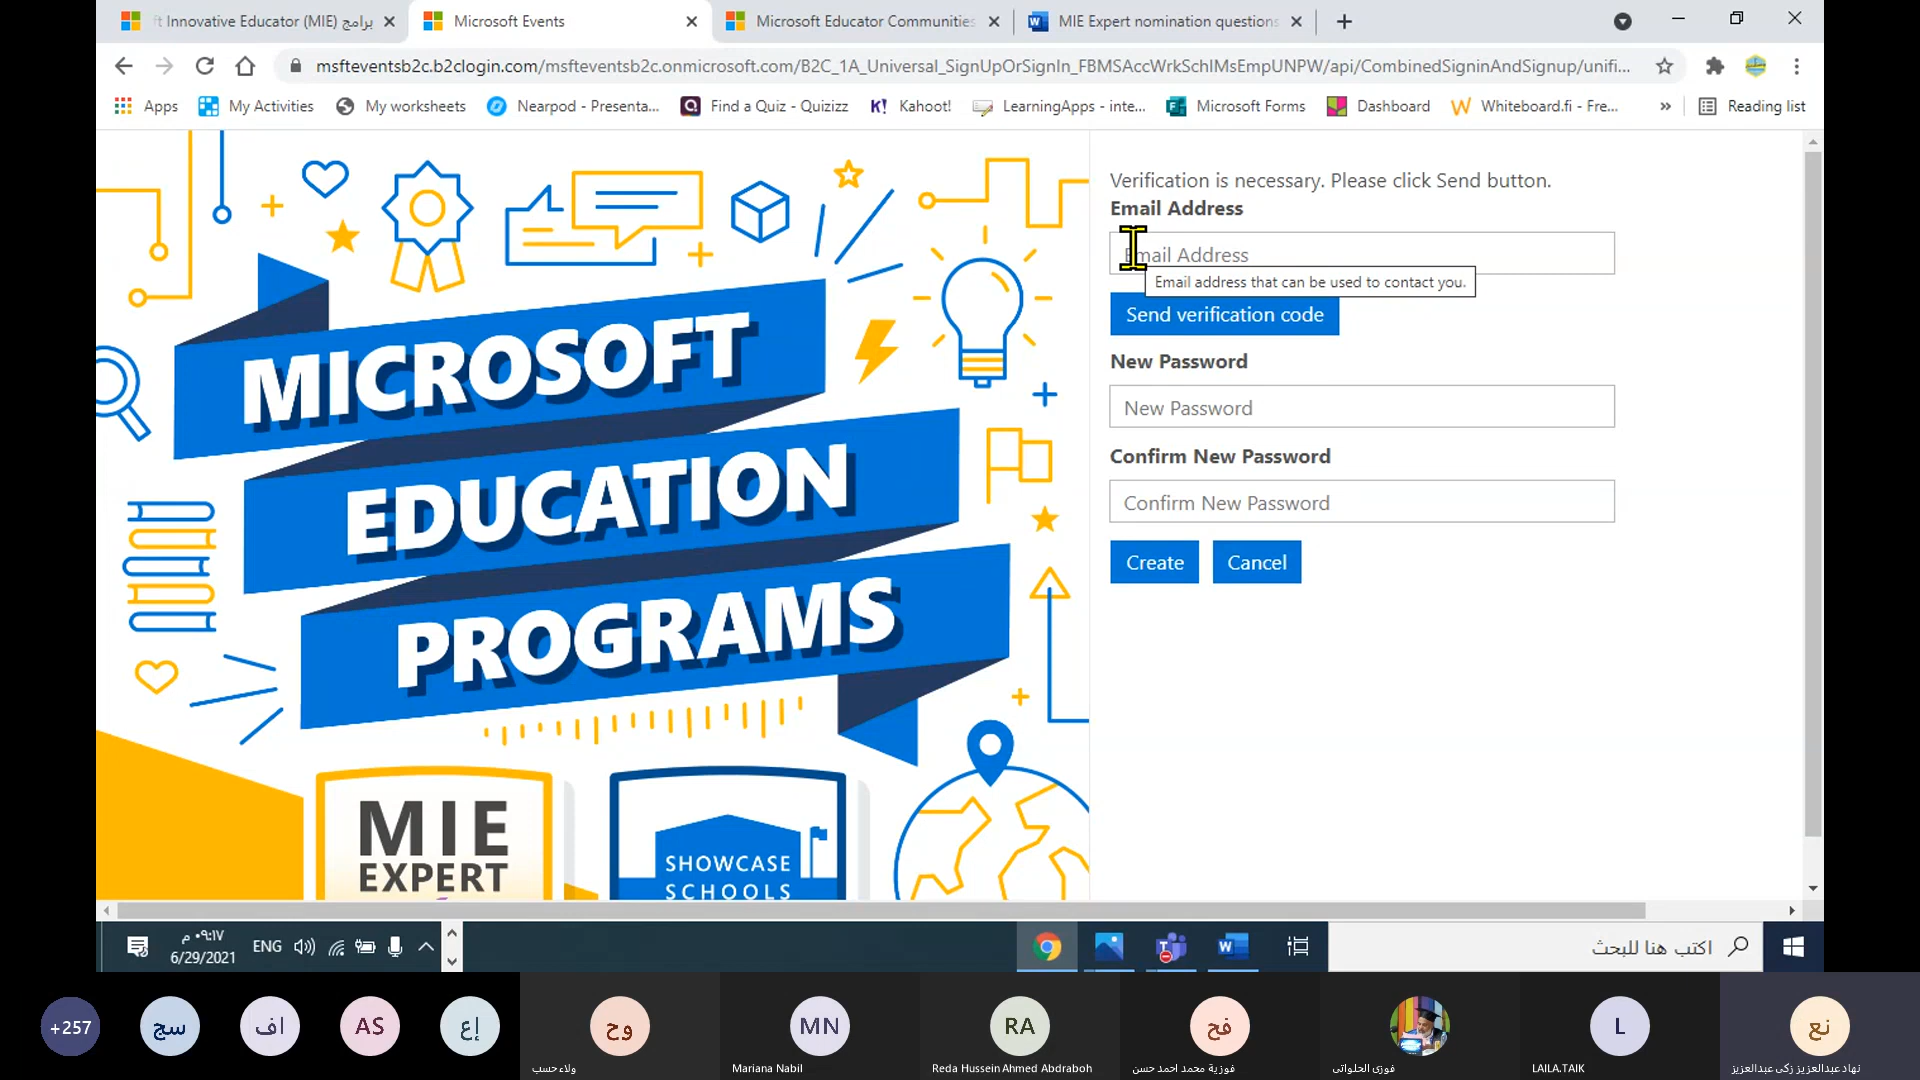 ft Innovative Educator (MIE) برامج
Microsoft Events
Microsoft Educator Communities
MIE Expert nomination questions
msfteventsb2c.b2clogin.com/msfteventsb2c.onmicrosoft.com/B2C_1A_Universal_SignUpOrSignIn_FBMSAccWrkSchIMsEmpUNPW/api/CombinedSigninAndSignup/unifi...
Apps
My Activities
My worksheets
Nearpod - Presenta...
Find a Quiz - Quizizz
K! Kahoot!
LearningApps - inte...
Microsoft Forms
Dashboard
Whiteboard.fi - Fre...
»
Reading list
Verification is necessary. Please click Send button.
Email Address
Email Address
Email address that can be used to contact you.
Send verification code
New Password
New Password
Confirm New Password
Confirm New Password
Create
Cancel
MICROSOFT
EDUCATION
PROGRAMS
MIE
EXPERT
SHOWCASE
SCHOOLS
٠٩:١٧ م
6/29/2021
ENG
اكتب هنا للبحث
+257
سج
اف
AS
إع
وح
MN
RA
فح
L
نع
ولاء حسب
Mariana Nabil
Reda Hussein Ahmed Abdraboh
فوزية محمد احمد حسن
فوزى الحلوانى
LAILA.TAIK
نهاد عبدالعزيز زكى عبدالعزيز